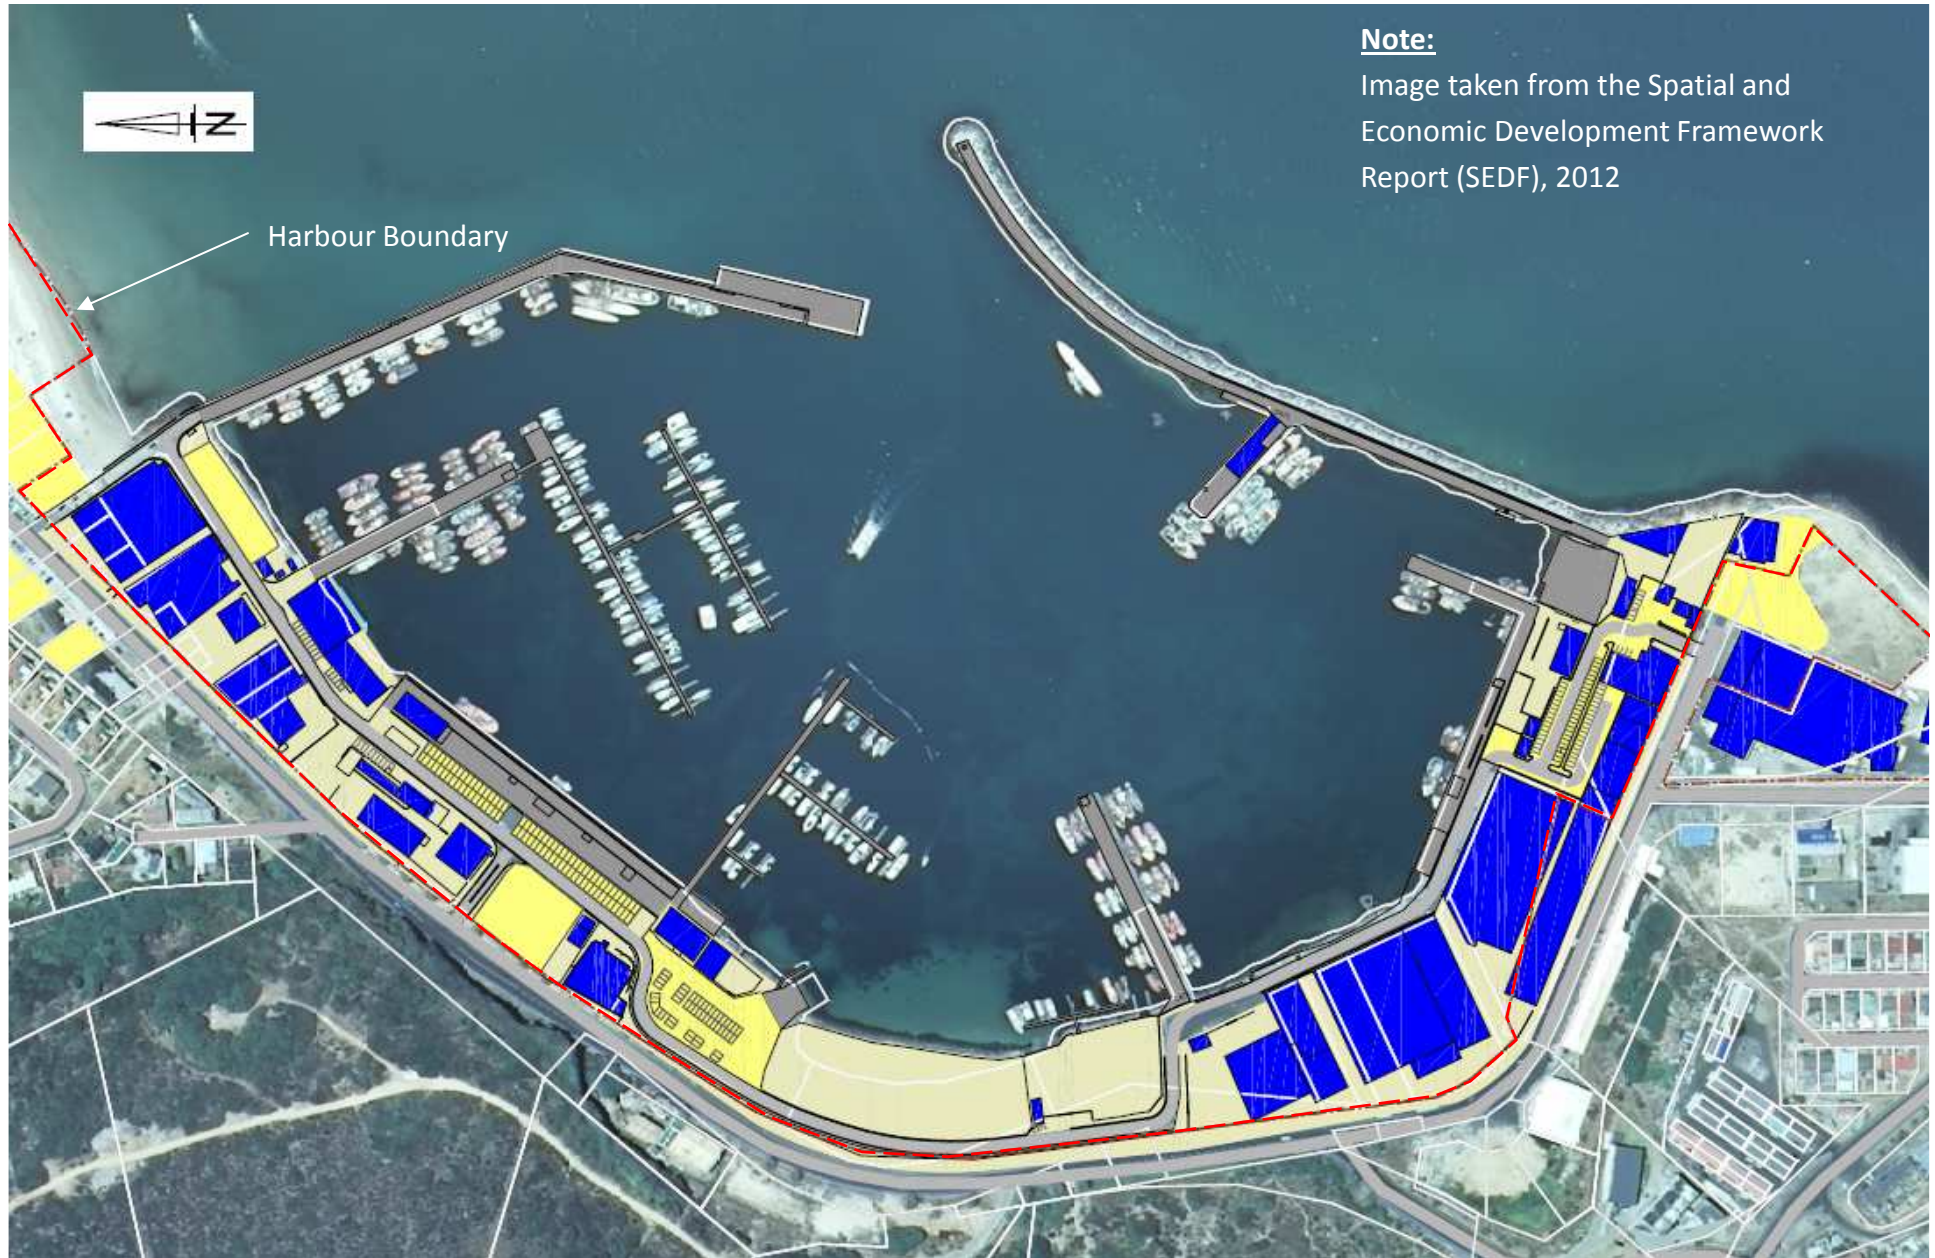 Note:
Image taken from the Spatial and
Economic Development Framework
Report (SEDF), 2012
N
Harbour Boundary